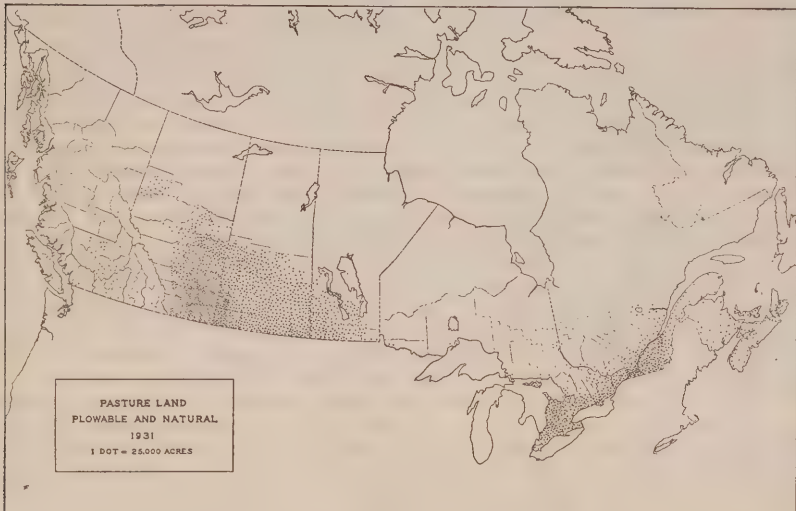 PASTURE LAND
PLOWABLE AND NATURAL
1931
1 DOT = 25,000 ACRES